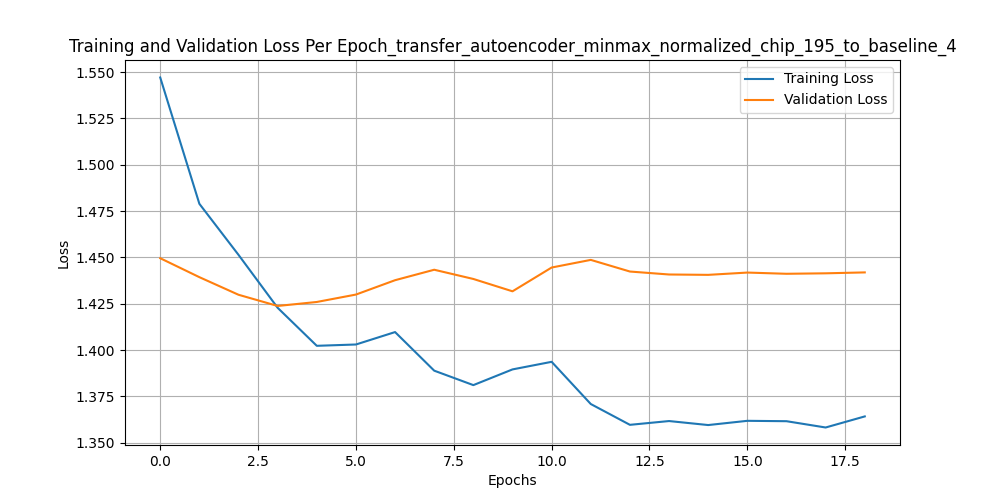 Training and Validation Loss Per Epoch_transfer_autoencoder_minmax_normalized_chip_195_to_baseline_4
Training Loss
Validation Loss
1.550
1.525
1.500
1.475
1.450
1.425
1.400
1.375
1.350
Loss
0.0 2.5 5.0 7.5 10.0 12.5 15.0 17.5
Epochs